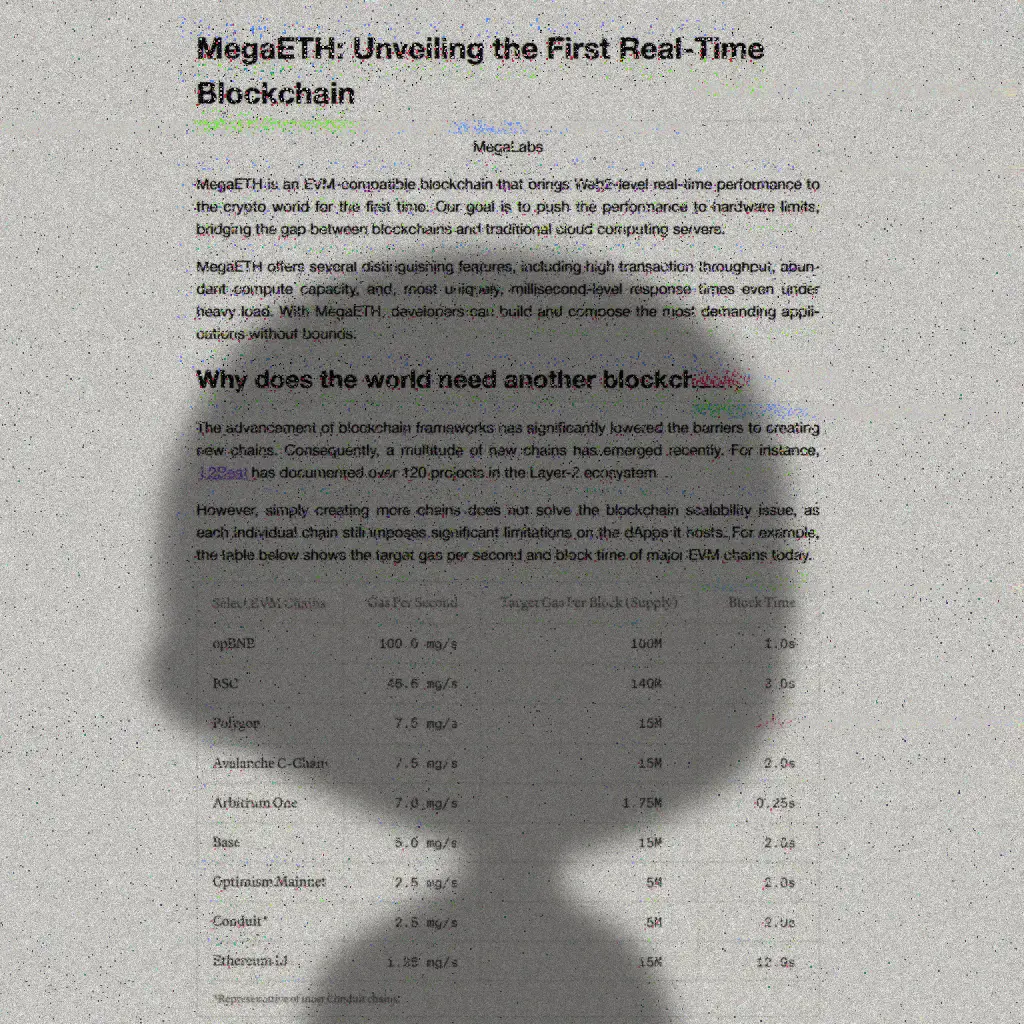 MegaETH: Unveiling the First Real-Time
Blockchain
MegaLabs
MegaETH is an EVM-compatible blockchain that brings Web2-level real-time performance to
the crypto world for the first time. Our goal is to push the performance to hardware limits,
bridging the gap between blockchains and traditional cloud computing servers.
MegaETH offers several distinguishing features, including high transaction throughput, abun-
dant compute capacity, and, most uniquely, millisecond-level response times even under
heavy load. With MegaETH, developers can build and compose the most demanding appli-
cations without bounds.
Why does the world need another
The advancement of blockchain frameworks has significantly lowered the barriers to creating
new chains. Consequently, a multitude of new chains has emerged recently. For instance,
L2Beat has documented over 120 projects in the Layer-2 ecosystem
However, simply creating more chains does not solve the blockchain scalability issue, as
each individual chain still imposes significant limitations on the dApps it hosts. For example,
the table below shows the target gas per second and block time of major EVM chains today.
Select EVM Chains Gas Per Second Target Gas Per Block (Supply) Block Time
opBNB 100.0 mg/s 100M 1.0s
BSC mg/s 140M 3.0s
Polygon 7.5 mg/s 15M
Avalanche C-Chain 7.5 mg/s 15M 2.0s
Arbitrum One 7.0 mg/s 1.75M 0.25s
Base 5.0 mg/s 15M 2.0s
Optimism Mainnet 2.5 mg/s 5M 2.0s
Conduit* 2.5 mg/s 5M 2.0s
Ethereum L1 1.25 mg/s 15M 12.0s
*Representative of most Conduit chains